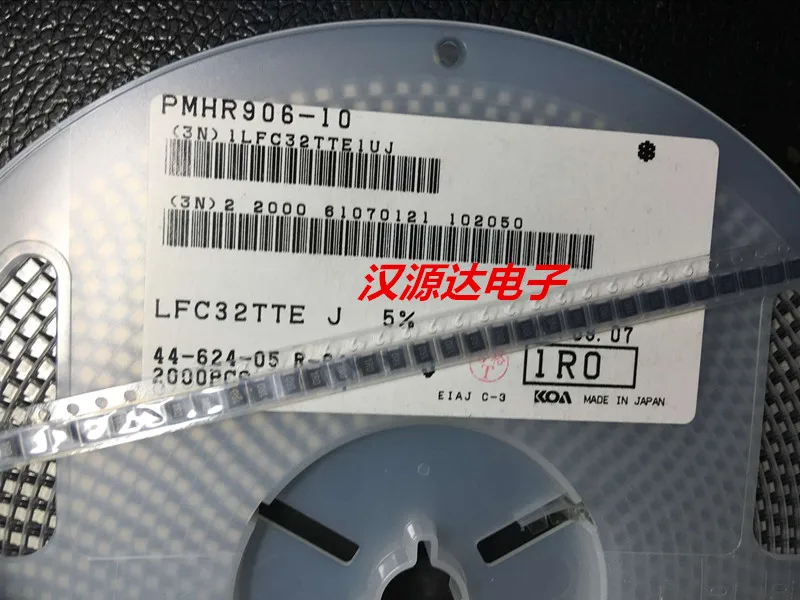 PMHR906-10
(3N)1LFC32TTE1UJ
(3N)2 2000 61070121 102050
汉源达电子
LFC32TTE J 5%
07
44-624-05
1R0
2000PCS
EIAJ C-3 KOA MADE IN JAPAN